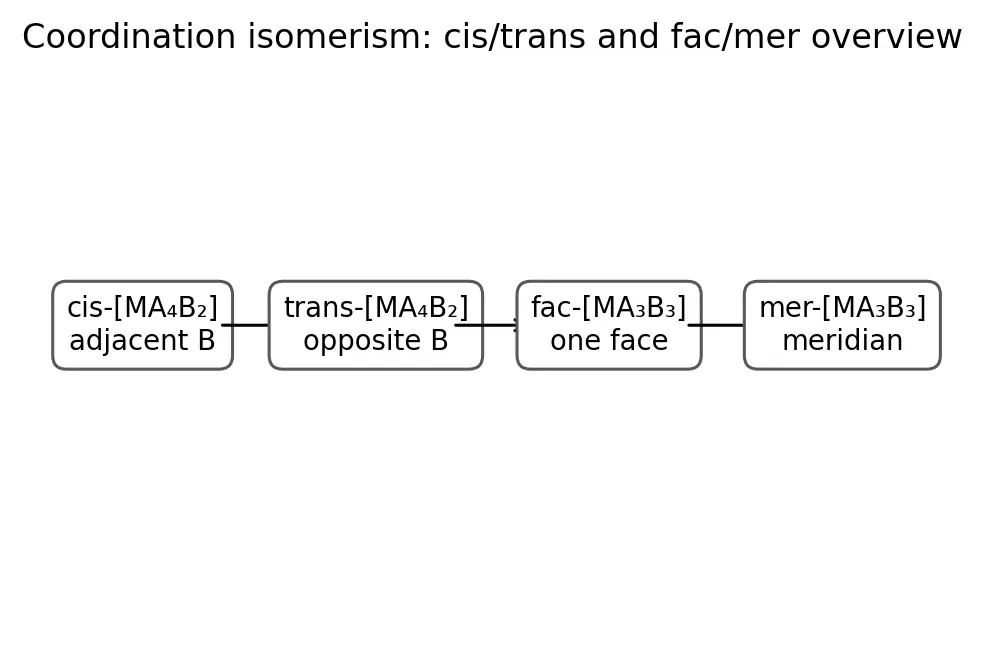 Coordination isomerism: cis/trans and fac/mer overview
cis-[MA₄B₂]
adjacent B
trans-[MA₄B₂]
opposite B
fac-[MA₃B₃]
one face
mer-[MA₃B₃]
meridian